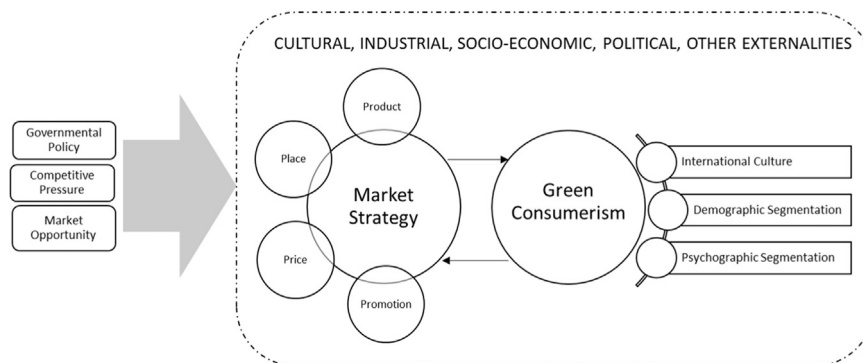 CULTURAL, INDUSTRIAL, SOCIO-ECONOMIC, POLITICAL, OTHER EXTERNALITIES
Governmental
Policy
Competitive
Pressure
Market
Opportunity
Product
Place
Price
Promotion
Market
Strategy
Green
Consumerism
International Culture
Demographic Segmentation
Psychographic Segmentation